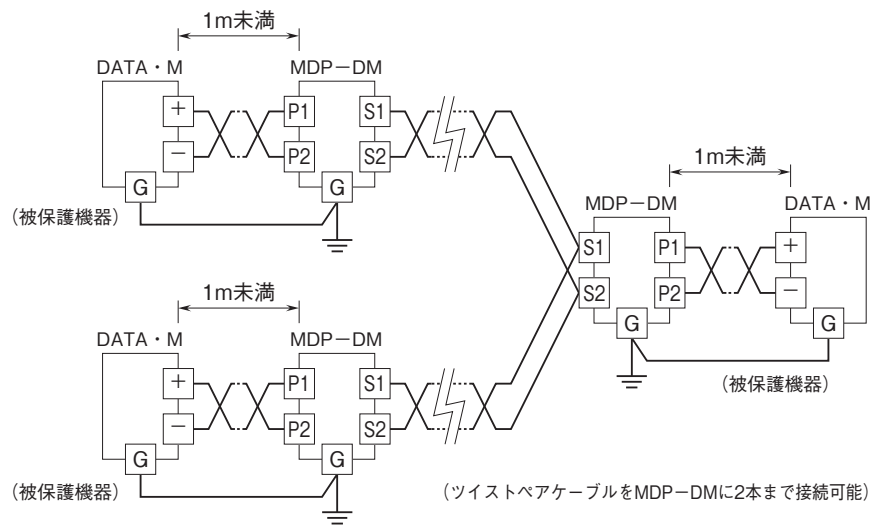 1m未満
DATA・M MDP−DM
+ P1 S1
− P2 S2
G G
(被保護機器)
1m未満
MDP−DM DATA・M
S1 P1 +
S2 P2 −
G G
(被保護機器)
1m未満
DATA・M MDP−DM
+ P1 S1
− P2 S2
G G
(被保護機器)
(ツイストペアケーブルをMDP−DMに2本まで接続可能)